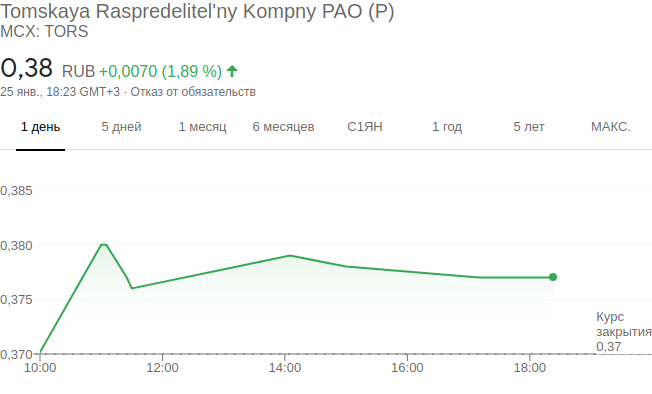 Tomskaya Raspredelitel'ny Kompny PAO (P)
MCX: TORS
0,38 RUB +0,0070 (1,89 %)
25 янв., 18:23 GMT+3 · Отказ от обязательств
1 день 5 дней 1 месяц 6 месяцев С1ЯН 1 год 5 лет МАКС.
0,385
0,380
0,375
Курс
закрытия
0,37
0,370
10:00 12:00 14:00 16:00 18:00